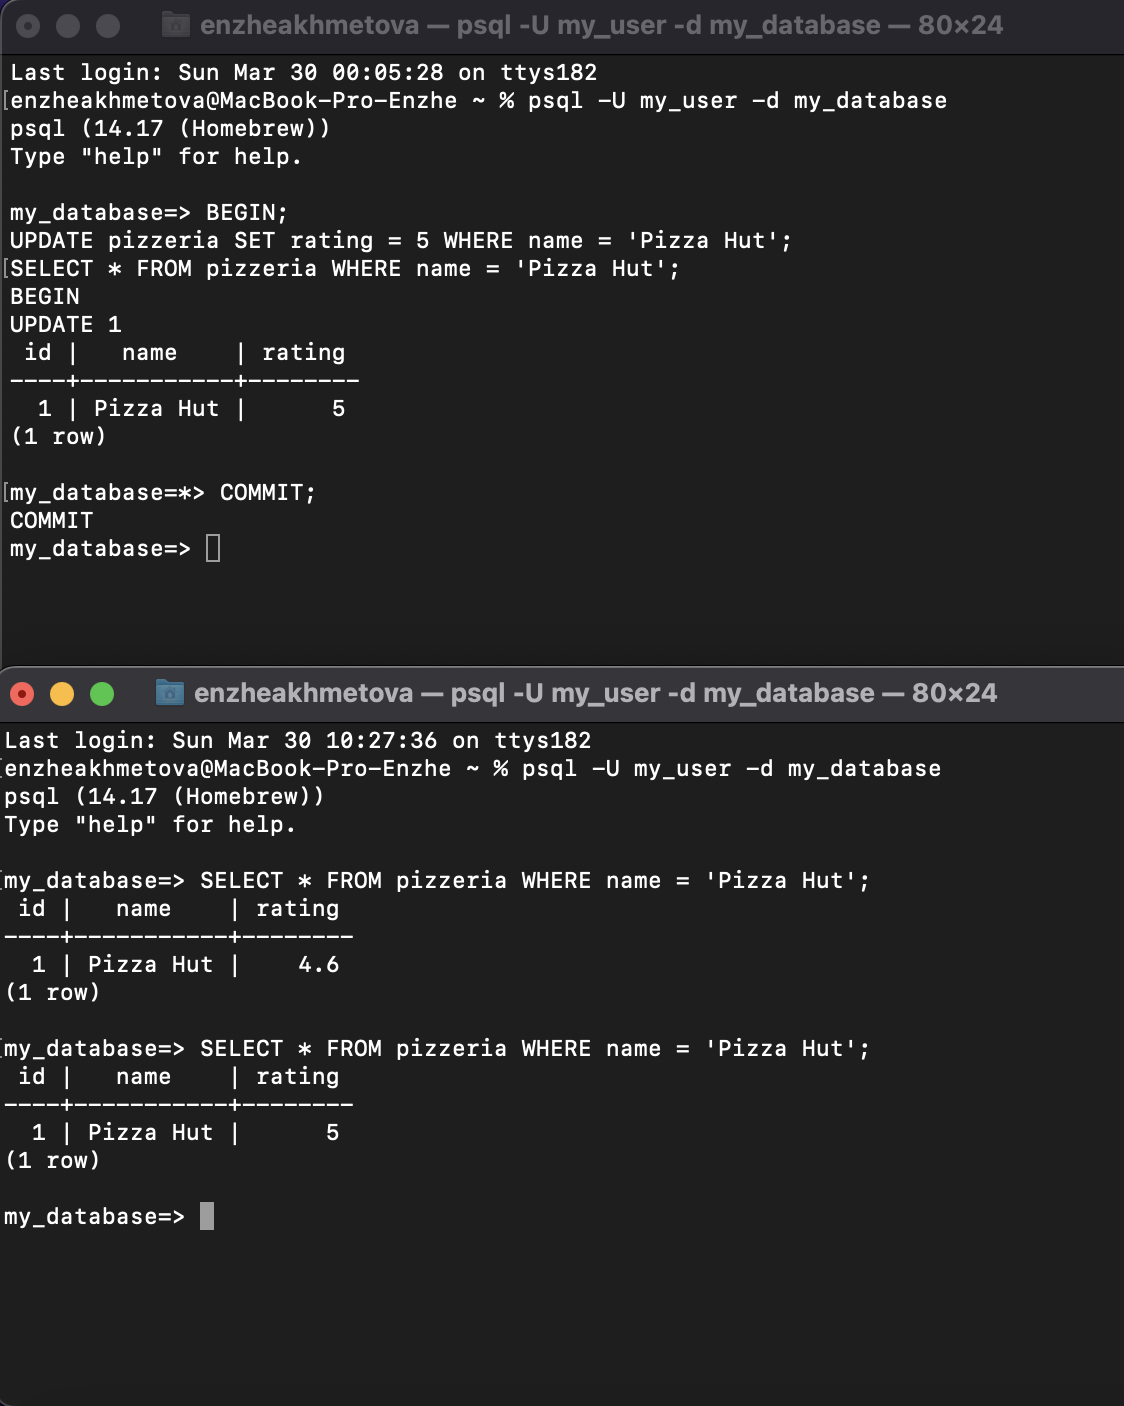 enzheakhmetova — psql -U my_user -d my_database — 80×24
Last login: Sun Mar 30 00:05:28 on ttys182
[enzheakhmetova@MacBook-Pro-Enzhe ~ % psql -U my_user -d my_database
psql (14.17 (Homebrew))
Type "help" for help.
my_database=> BEGIN;
UPDATE pizzeria SET rating = 5 WHERE name = 'Pizza Hut';
[SELECT * FROM pizzeria WHERE name = 'Pizza Hut';
BEGIN
UPDATE 1
 id |   name    | rating
----+-----------+--------
  1 | Pizza Hut |      5
(1 row)
[my_database=*> COMMIT;
COMMIT
my_database=>
enzheakhmetova — psql -U my_user -d my_database — 80×24
Last login: Sun Mar 30 10:27:36 on ttys182
[enzheakhmetova@MacBook-Pro-Enzhe ~ % psql -U my_user -d my_database
psql (14.17 (Homebrew))
Type "help" for help.
[my_database=> SELECT * FROM pizzeria WHERE name = 'Pizza Hut';
 id |   name    | rating
----+-----------+--------
  1 | Pizza Hut |    4.6
(1 row)
[my_database=> SELECT * FROM pizzeria WHERE name = 'Pizza Hut';
 id |   name    | rating
----+-----------+--------
  1 | Pizza Hut |      5
(1 row)
my_database=>